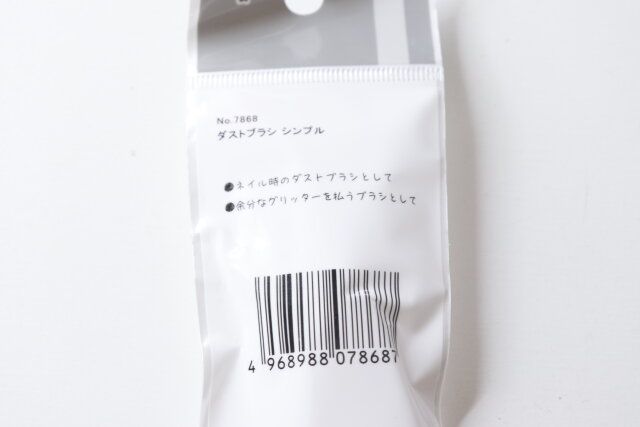 No.7868
ダストブラシ シンプル
●ネイル時のダストブラシとして
●余分なグリッターを払うブラシとして
4 968988 078687